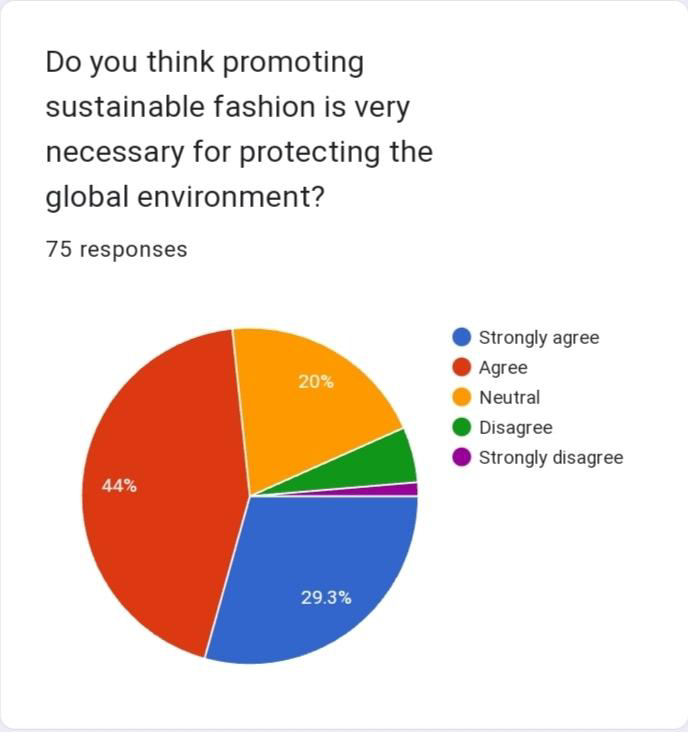 Do you think promoting
sustainable fashion is very
necessary for protecting the
global environment?
75 responses
Strongly agree
Agree
Neutral
Disagree
Strongly disagree
20%
44%
29.3%